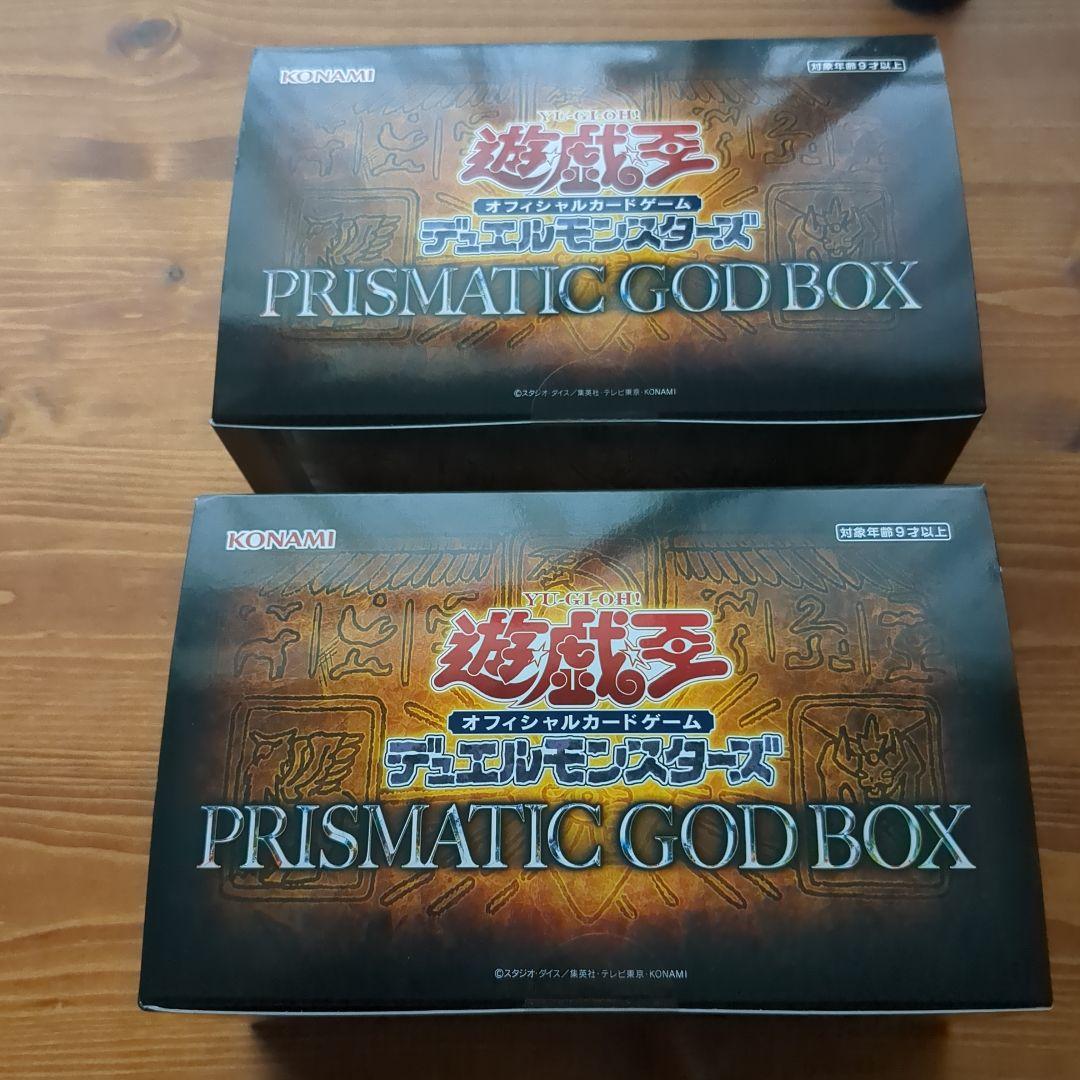 KONAMI
対象年齢9才以上
YU-GI-OH!
遊戯王
オフィシャルカードゲーム
デュエルモンスターズ
PRISMATIC GOD BOX
©スタジオ・ダイス/集英社・テレビ東京・KONAMI
KONAMI
対象年齢9才以上
YU-GI-OH!
遊戯王
オフィシャルカードゲーム
デュエルモンスターズ
PRISMATIC GOD BOX
©スタジオ・ダイス/集英社・テレビ東京・KONAMI